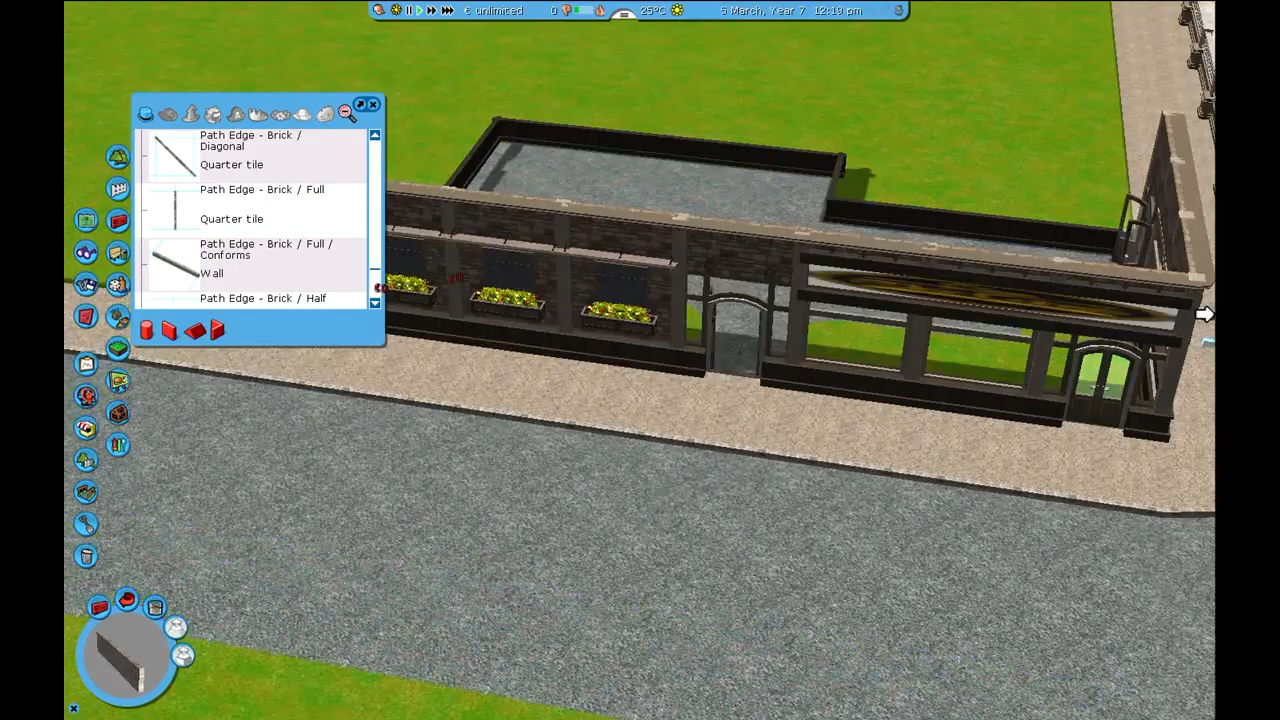 € unlimited 0 25°C 5 March, Year 7 12:13 pm
Path Edge - Brick /
Diagonal
Quarter tile
Path Edge - Brick / Full
Quarter tile
Path Edge - Brick / Full /
Conforms
Wall
Path Edge - Brick / Half